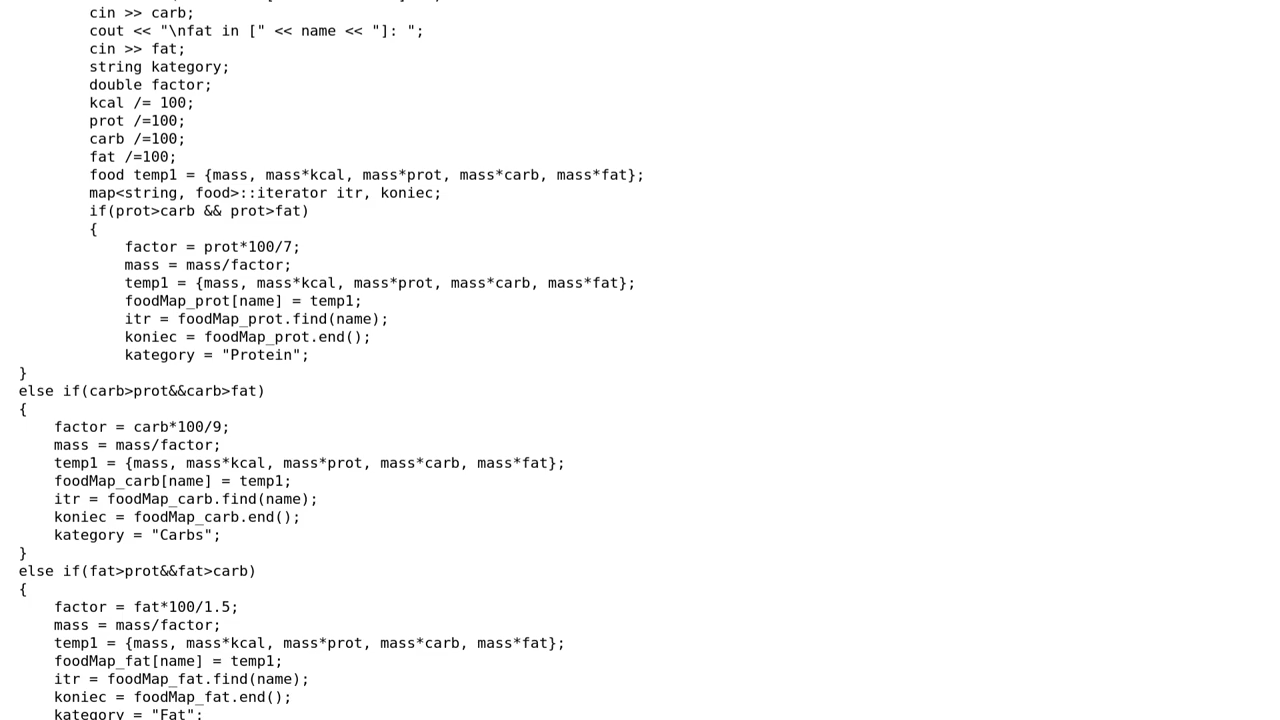 cin >> carb;
cout << "\nfat in [" << name << "]: ";
cin >> fat;
string kategory;
double factor;
kcal /= 100;
prot /=100;
carb /=100;
fat /=100;
food temp1 = {mass, mass*kcal, mass*prot, mass*carb, mass*fat};
map<string, food>::iterator itr, koniec;
if(prot>carb && prot>fat)
{
factor = prot*100/7;
mass = mass/factor;
temp1 = {mass, mass*kcal, mass*prot, mass*carb, mass*fat};
foodMap_prot[name] = temp1;
itr = foodMap_prot.find(name);
koniec = foodMap_prot.end();
kategory = "Protein";
}
else if(carb>prot&&carb>fat)
{
factor = carb*100/9;
mass = mass/factor;
temp1 = {mass, mass*kcal, mass*prot, mass*carb, mass*fat};
foodMap_carb[name] = temp1;
itr = foodMap_carb.find(name);
koniec = foodMap_carb.end();
kategory = "Carbs";
}
else if(fat>prot&&fat>carb)
{
factor = fat*100/1.5;
mass = mass/factor;
temp1 = {mass, mass*kcal, mass*prot, mass*carb, mass*fat};
foodMap_fat[name] = temp1;
itr = foodMap_fat.find(name);
koniec = foodMap_fat.end();
kategory = "Fat";